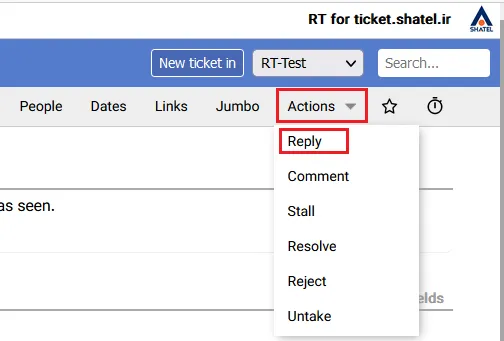 RT for ticket.shatel.ir
SHATEL
New ticket in RT-Test Search...
People Dates Links Jumbo Actions
Reply
Comment
as seen.
Stall
Resolve
Reject
elds
Untake